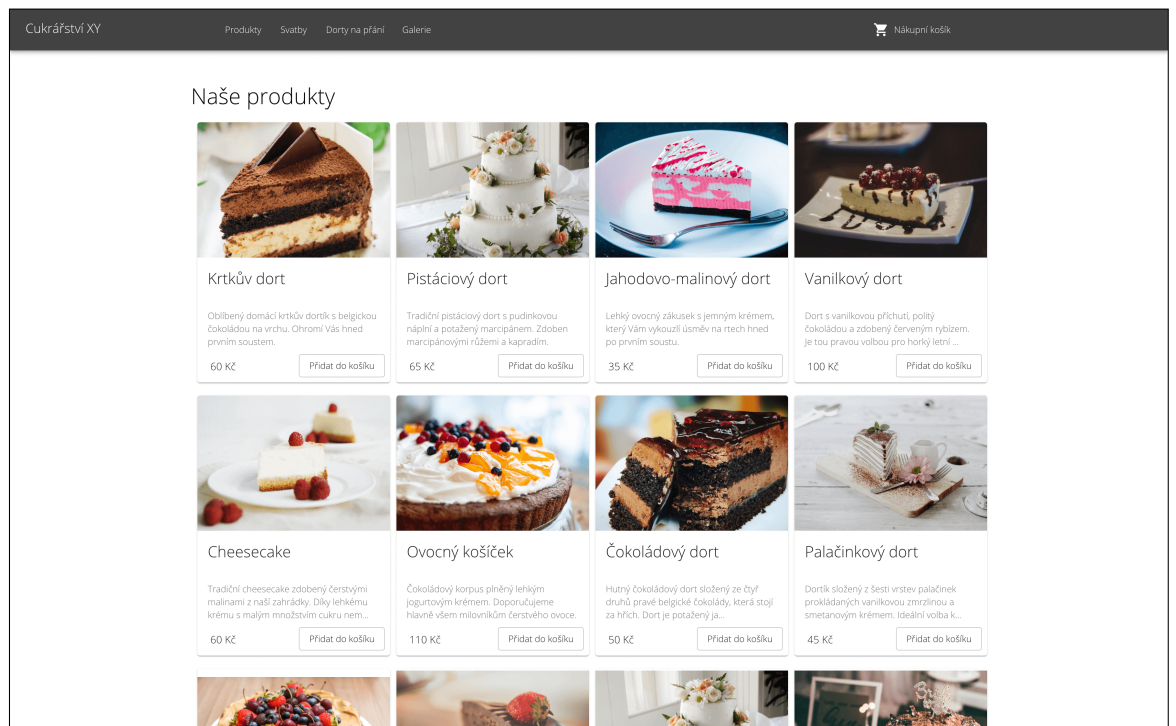 Cukrářství XY
Produkty
Svatby
Dorty na přání
Galerie
Nákupní košík
Naše produkty
Krtkův dort
Oblíbený domácí krtkův dortík s belgickou
čokoládou na vrchu. Ohromí Vás hned
prvním soustem.
60 Kč
Přidat do košíku
Pistáciový dort
Tradiční pistáciový dort s pudinkovou
náplní a potažený marcipánem. Zdoben
marcipánovými růžemi a kapradím.
65 Kč
Přidat do košíku
Jahodovo-malinový dort
Lehký ovocný zákusek s jemným krémem,
který Vám vykouzlí úsměv na rtech hned
po prvním soustu.
35 Kč
Přidat do košíku
Vanilkový dort
Dort s vanilkovou příchutí, politý
čokoládou a zdobený červeným rybízem.
Je tou pravou volbou pro horký letní ...
100 Kč
Přidat do košíku
Cheesecake
Tradiční cheesecake zdobený čerstvými
malinami z naší zahrádky. Díky lehkému
krému s malým množstvím cukru nem...
60 Kč
Přidat do košíku
Ovocný košíček
Čokoládový korpus plněný lehkým
jogurtovým krémem. Doporučujeme
hlavně všem milovníkům čerstvého ovoce.
110 Kč
Přidat do košíku
Čokoládový dort
Hutný čokoládový dort složený ze čtyř
druhů pravé belgické čokolády, která stojí
za hřích. Dort je potažený ja...
50 Kč
Přidat do košíku
Palačinkový dort
Dortík složený z šesti vrstev palačinek
prokládaných vanilkovou zmrzlinou a
smetanovým krémem. Ideální volba k...
45 Kč
Přidat do košíku